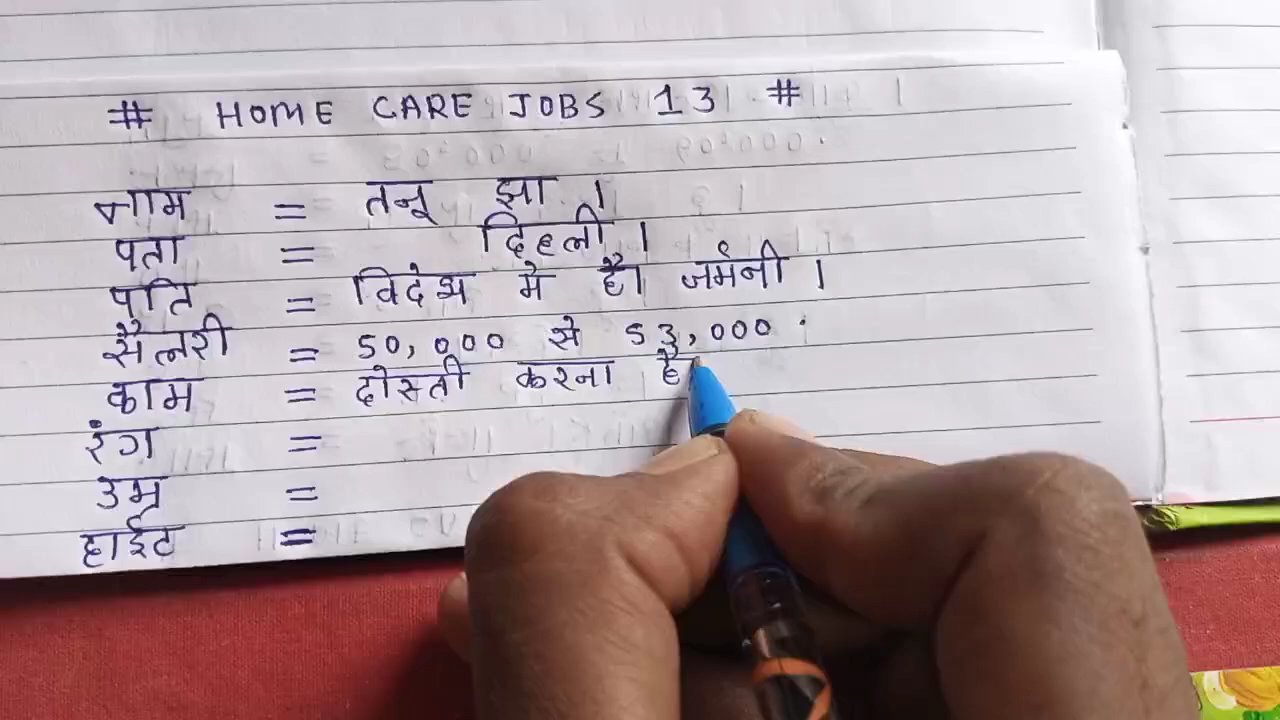 # HOME CARE JOBS 13 #
नाम = तनू झा ।
पता = दिल्ली ।
पति = विदेश मे है। जर्मनी ।
सैलरी = 50,000 से 53,000 .
काम = दोस्ती करना है
रंग =
उम्र =
हाईट =